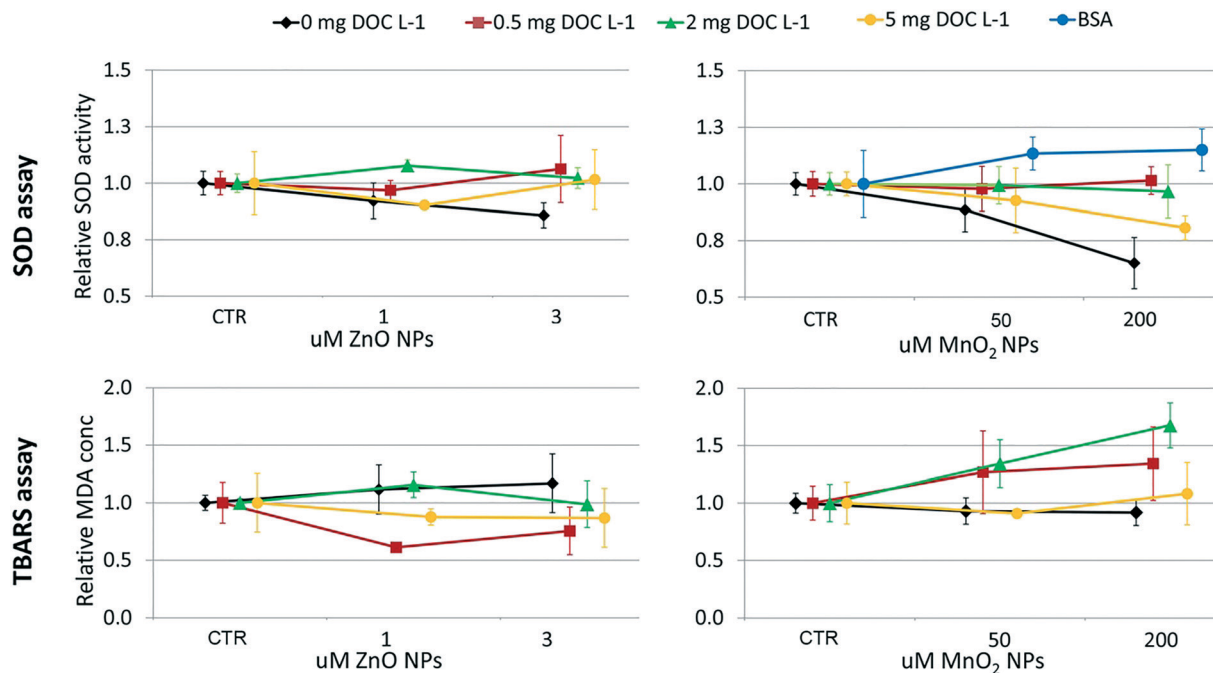 0 mg DOC L-1 0.5 mg DOC L-1 2 mg DOC L-1 5 mg DOC L-1 BSA
SOD assay
Relative SOD activity
1.5
1.3
1.0
0.8
0.5
CTR 1 3
uM ZnO NPs
1.5
1.3
1.0
0.8
0.5
CTR 50 200
uM MnO₂ NPs
TBARS assay
Relative MDA conc
2.0
1.5
1.0
0.5
0.0
CTR 1 3
uM ZnO NPs
2.0
1.5
1.0
0.5
0.0
CTR 50 200
uM MnO₂ NPs